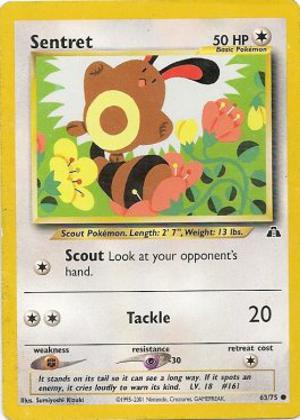 Sentret 50 HP
Basic Pokémon
Scout Pokémon. Length: 2' 7", Weight: 13 lbs.
Scout Look at your opponent's
hand.
Tackle 20
weakness resistance retreat cost
-30
It stands on its tail so it can see a long way. If it spots an
enemy, it cries loudly to warn its kind. LV. 18 #161
Illus. Sumiyoshi Kizuki ©1995-2001 Nintendo, Creatures, GAMEFREAK. 63/75